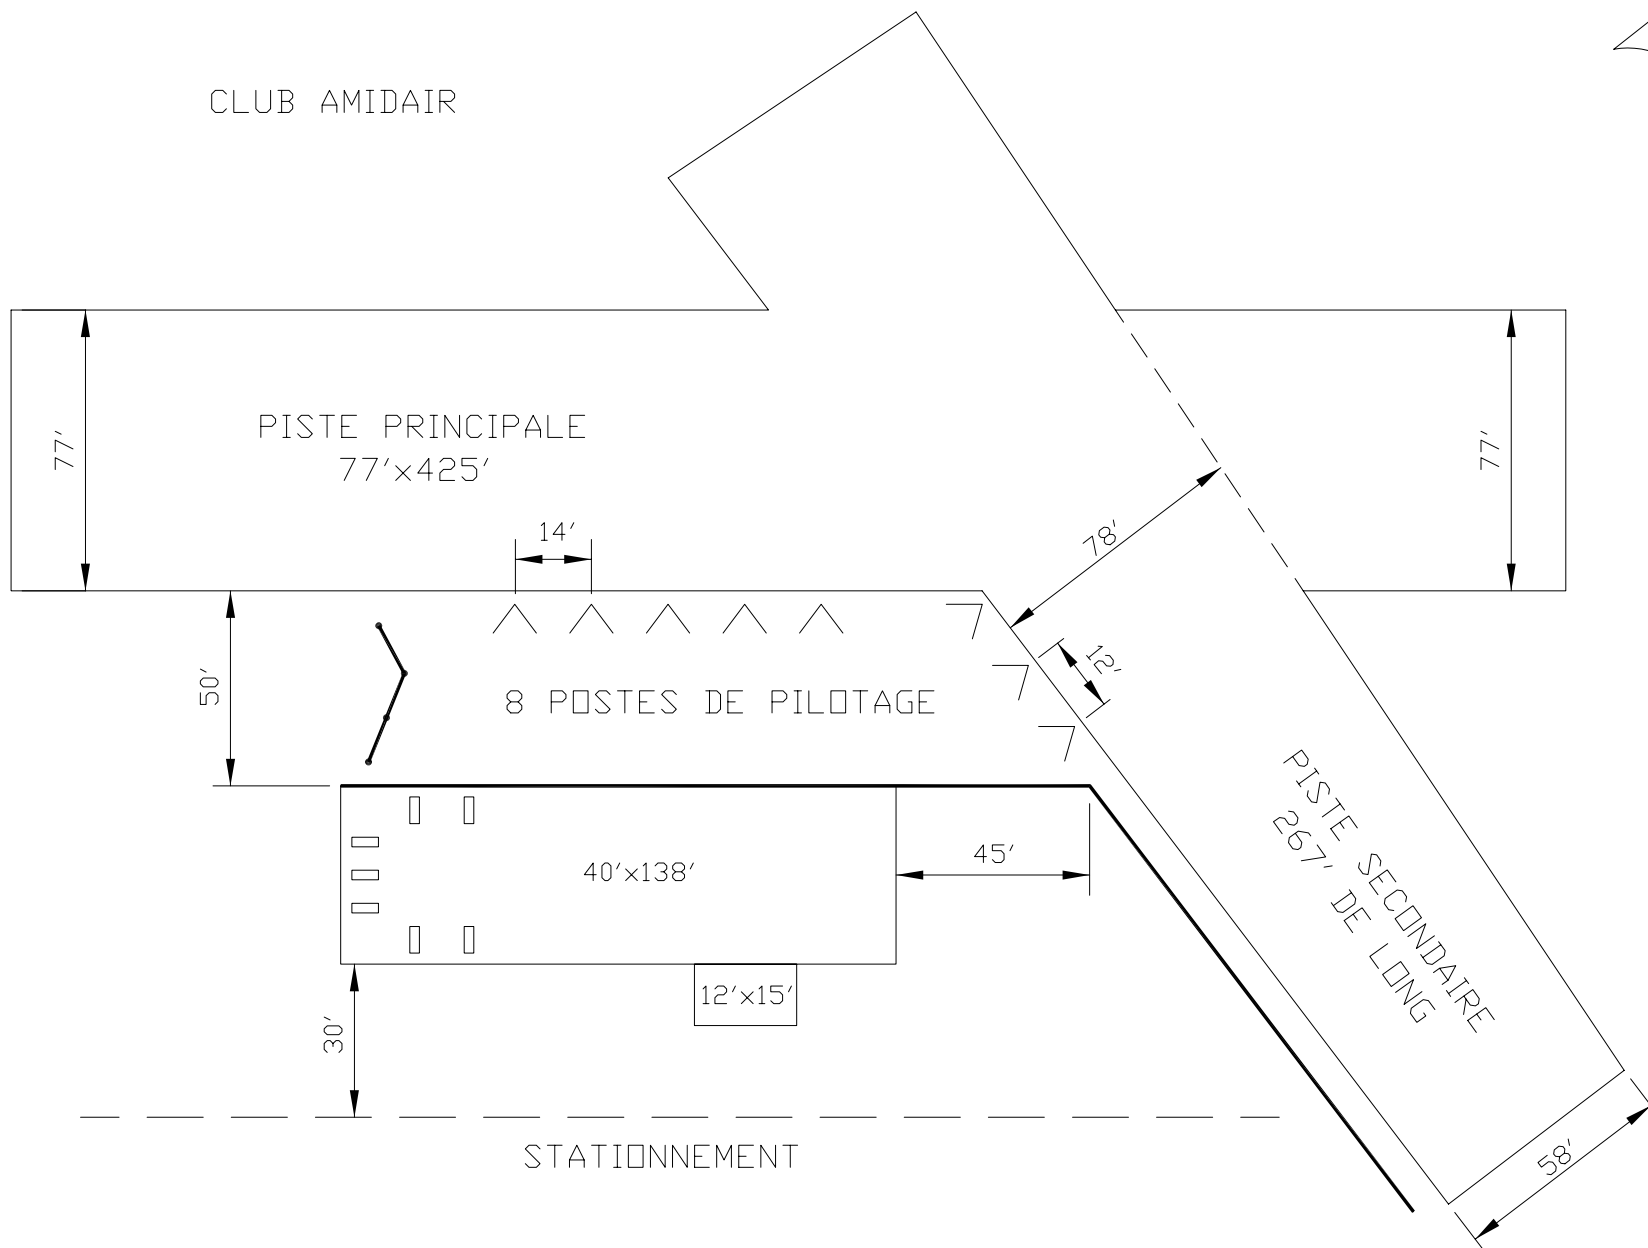 CLUB AMIDAIR
PISTE PRINCIPALE
77'x425'
77'
77'
14'
78'
12'
50'
8 POSTES DE PILOTAGE
PISTE SECONDAIRE
267' DE LONG
40'x138'
45'
12'x15'
30'
58'
STATIONNEMENT